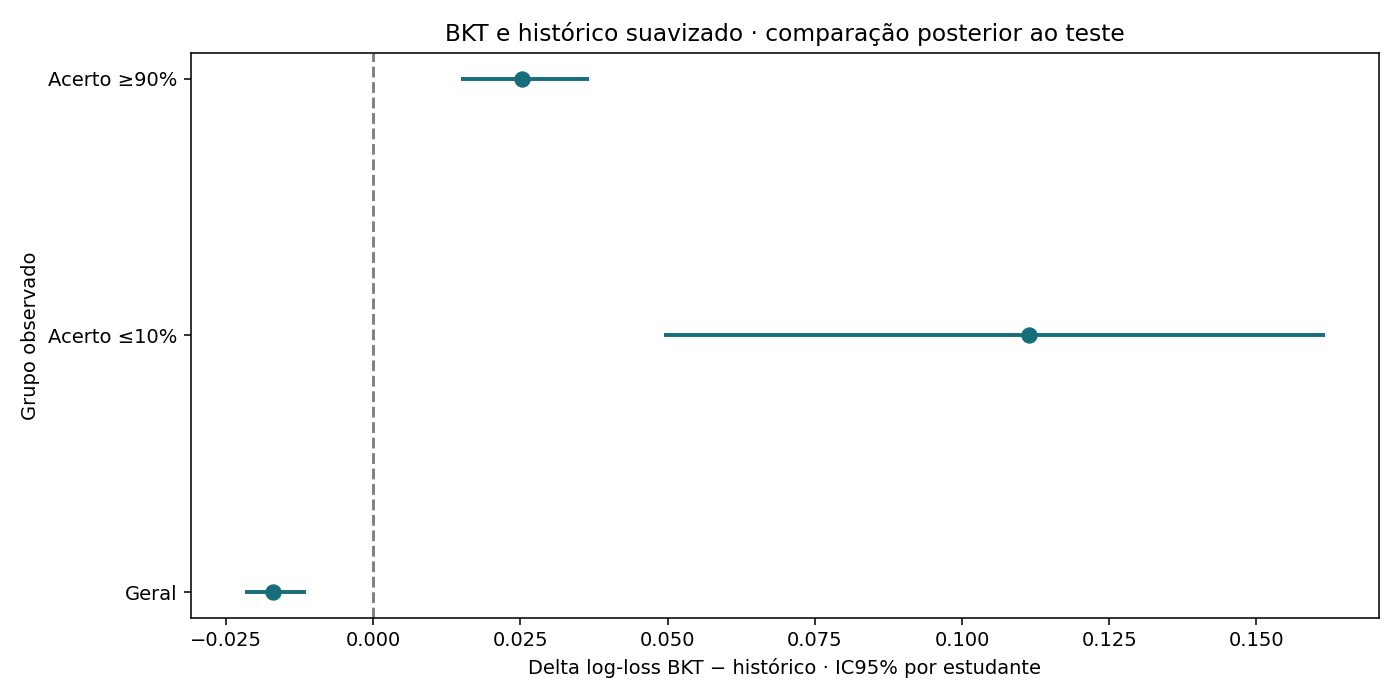 BKT e histórico suavizado · comparação posterior ao teste
Grupo observado
Acerto ≥90%
Acerto ≤10%
Geral
−0.025 0.000 0.025 0.050 0.075 0.100 0.125 0.150
Delta log-loss BKT − histórico · IC95% por estudante